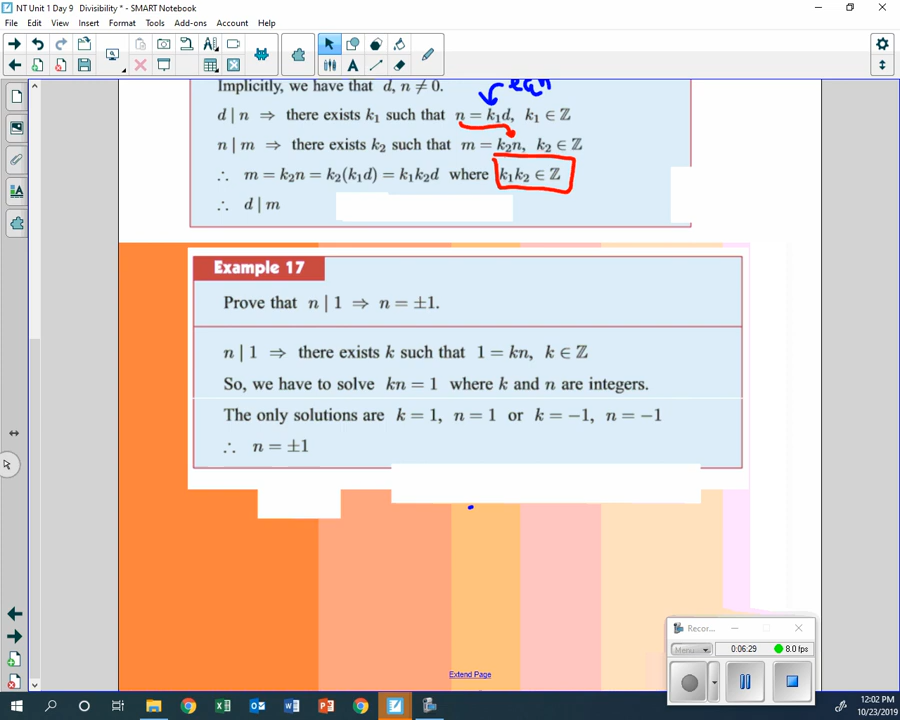 NT Unit 1 Day 9 Divisibility * - SMART Notebook
File Edit View Insert Format Tools Add-ons Account Help
eqn
Implicitly, we have that d, n ≠ 0.
d | n ⇒ there exists k₁ such that n = k₁d, k₁ ∈ ℤ
n | m ⇒ there exists k₂ such that m = k₂n, k₂ ∈ ℤ
∴ m = k₂n = k₂(k₁d) = k₁k₂d where k₁k₂ ∈ ℤ
∴ d | m
Example 17
Prove that n | 1 ⇒ n = ±1.
n | 1 ⇒ there exists k such that 1 = kn, k ∈ ℤ
So, we have to solve kn = 1 where k and n are integers.
The only solutions are k = 1, n = 1 or k = −1, n = −1
∴ n = ±1
Recor...
Menu 0:06:29 8.0 fps
Extend Page
12:02 PM
10/23/2019